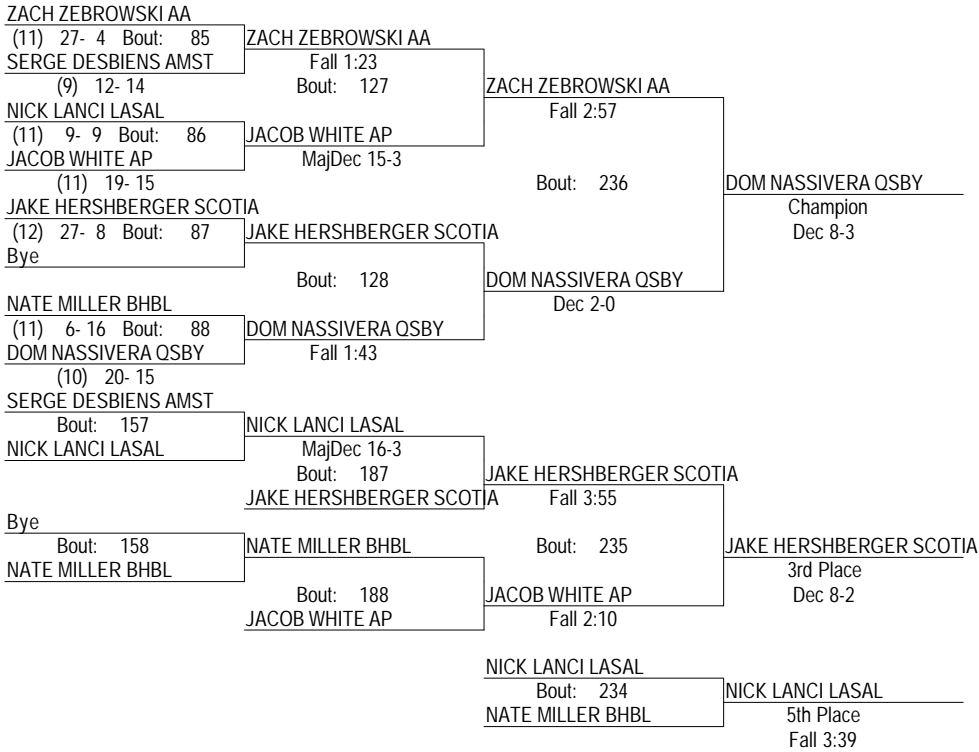 ZACH ZEBROWSKI AA
(11) 27- 4 Bout: 85
ZACH ZEBROWSKI AA
SERGE DESBIENS AMST
Fall 1:23
(9) 12- 14
Bout: 127
ZACH ZEBROWSKI AA
NICK LANCI LASAL
Fall 2:57
(11) 9- 9 Bout: 86
JACOB WHITE AP
JACOB WHITE AP
MajDec 15-3
(11) 19- 15
Bout: 236
DOM NASSIVERA QSBY
JAKE HERSHBERGER SCOTIA
Champion
(12) 27- 8 Bout: 87
JAKE HERSHBERGER SCOTIA
Dec 8-3
Bye
Bout: 128
DOM NASSIVERA QSBY
NATE MILLER BHBL
Dec 2-0
(11) 6- 16 Bout: 88
DOM NASSIVERA QSBY
DOM NASSIVERA QSBY
Fall 1:43
(10) 20- 15
SERGE DESBIENS AMST
Bout: 157
NICK LANCI LASAL
NICK LANCI LASAL
MajDec 16-3
Bout: 187
JAKE HERSHBERGER SCOTIA
JAKE HERSHBERGER SCOTIA
Fall 3:55
Bye
Bout: 158
NATE MILLER BHBL
Bout: 235
JAKE HERSHBERGER SCOTIA
NATE MILLER BHBL
3rd Place
Bout: 188
JACOB WHITE AP
Dec 8-2
JACOB WHITE AP
Fall 2:10
NICK LANCI LASAL
Bout: 234
NICK LANCI LASAL
NATE MILLER BHBL
5th Place
Fall 3:39